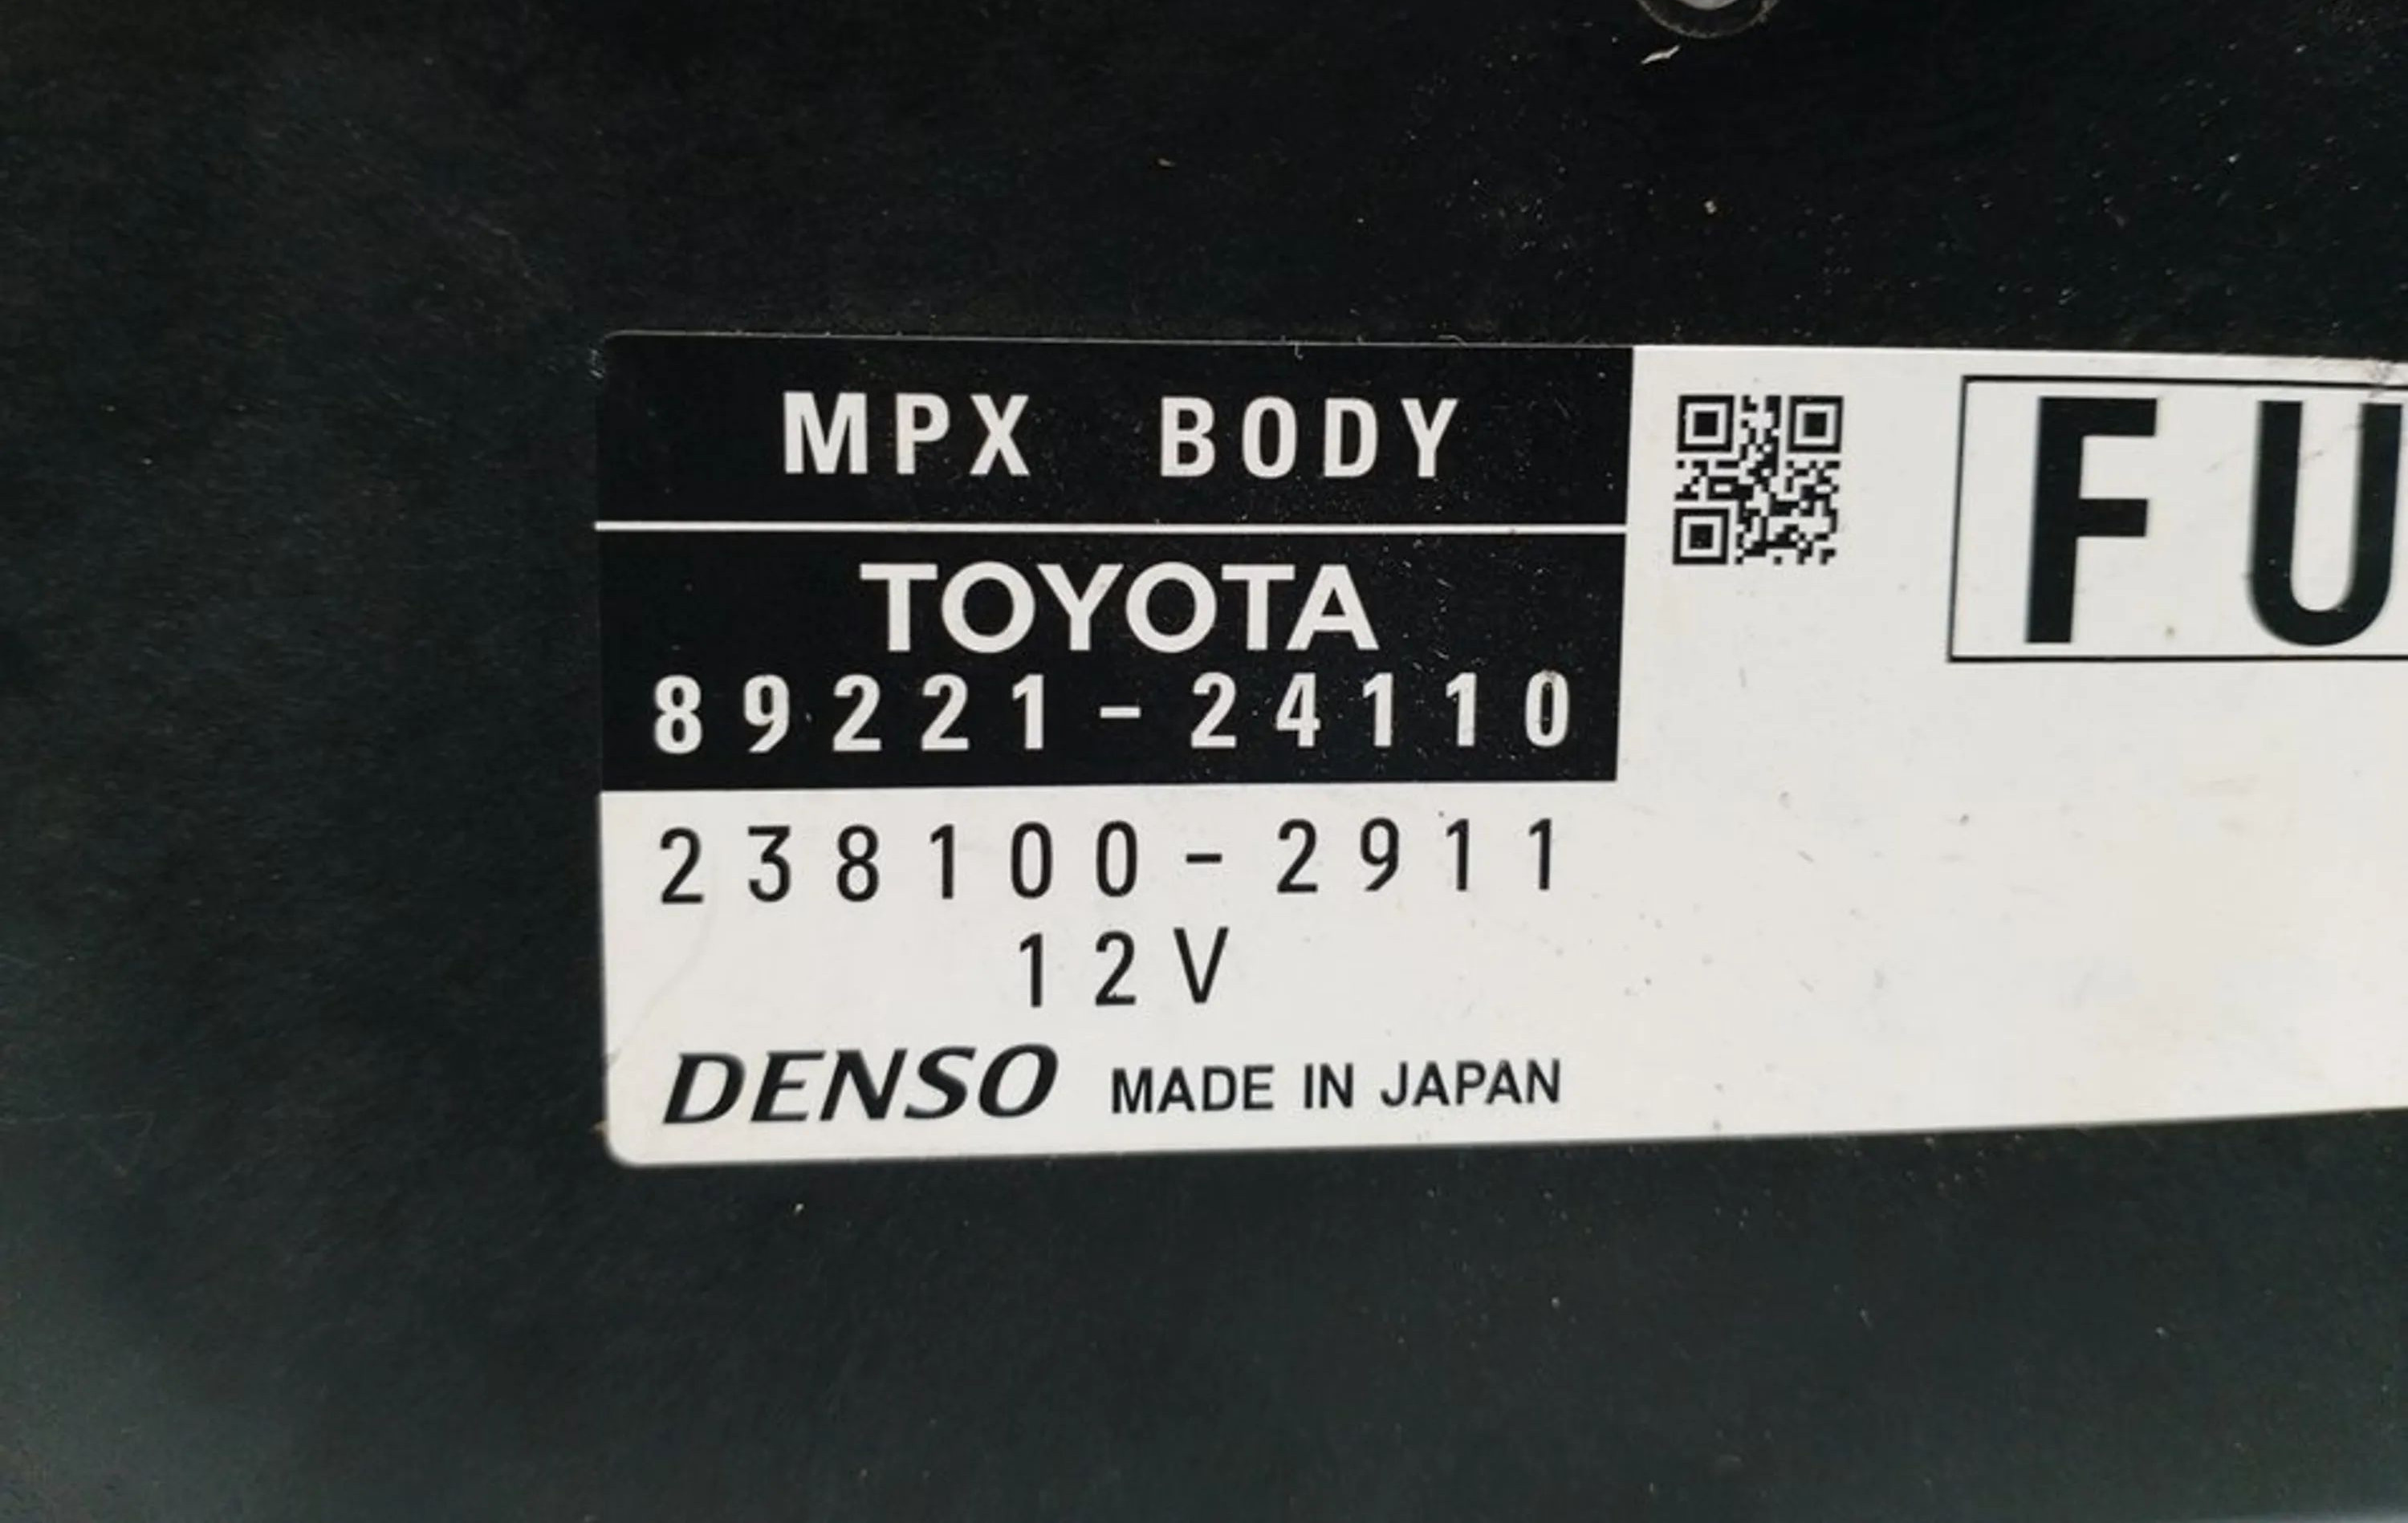 MPX BODY
TOYOTA
89221-24110
238100-2911
12V
DENSO MADE IN JAPAN
FU